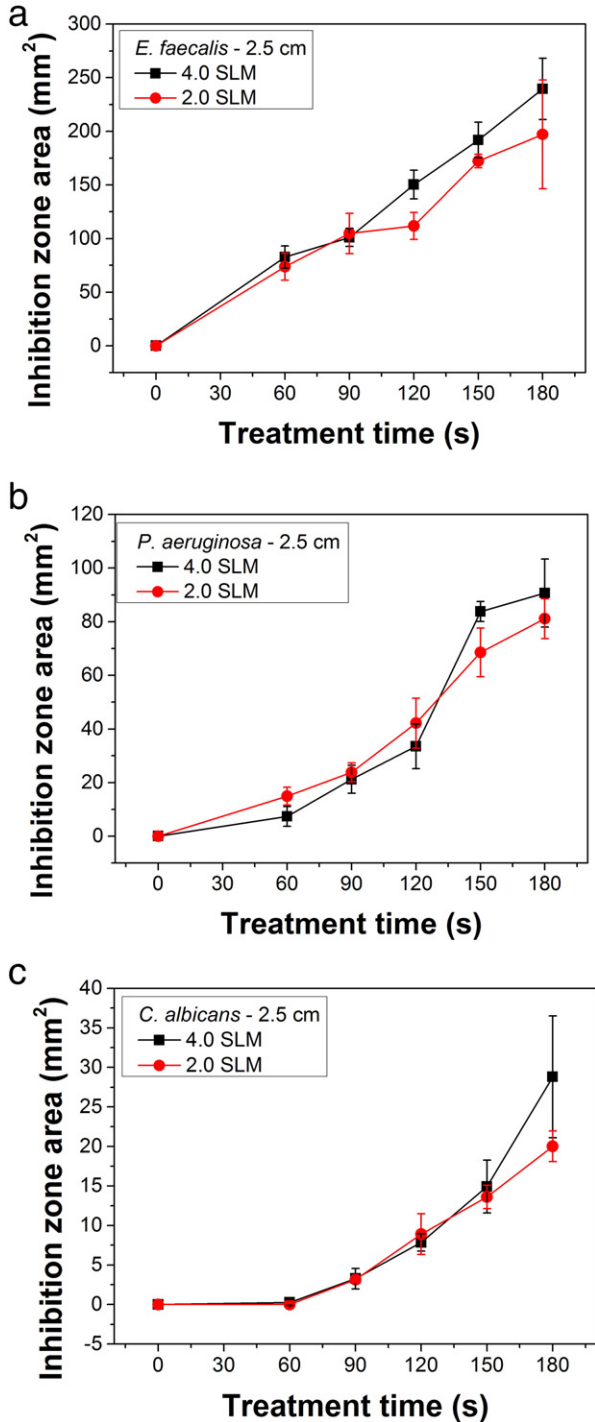 a
E. faecalis - 2.5 cm
4.0 SLM
2.0 SLM
Inhibition zone area (mm²)
300
250
200
150
100
50
0
0 60 90 120 150 180
Treatment time (s)
b
P. aeruginosa - 2.5 cm
4.0 SLM
2.0 SLM
Inhibition zone area (mm²)
120
100
80
60
40
20
0
0 30 60 90 120 150 180
Treatment time (s)
c
C. albicans - 2.5 cm
4.0 SLM
2.0 SLM
Inhibition zone area (mm²)
40
35
30
25
20
15
10
5
0
-5
0 60 90 120 150 180
Treatment time (s)